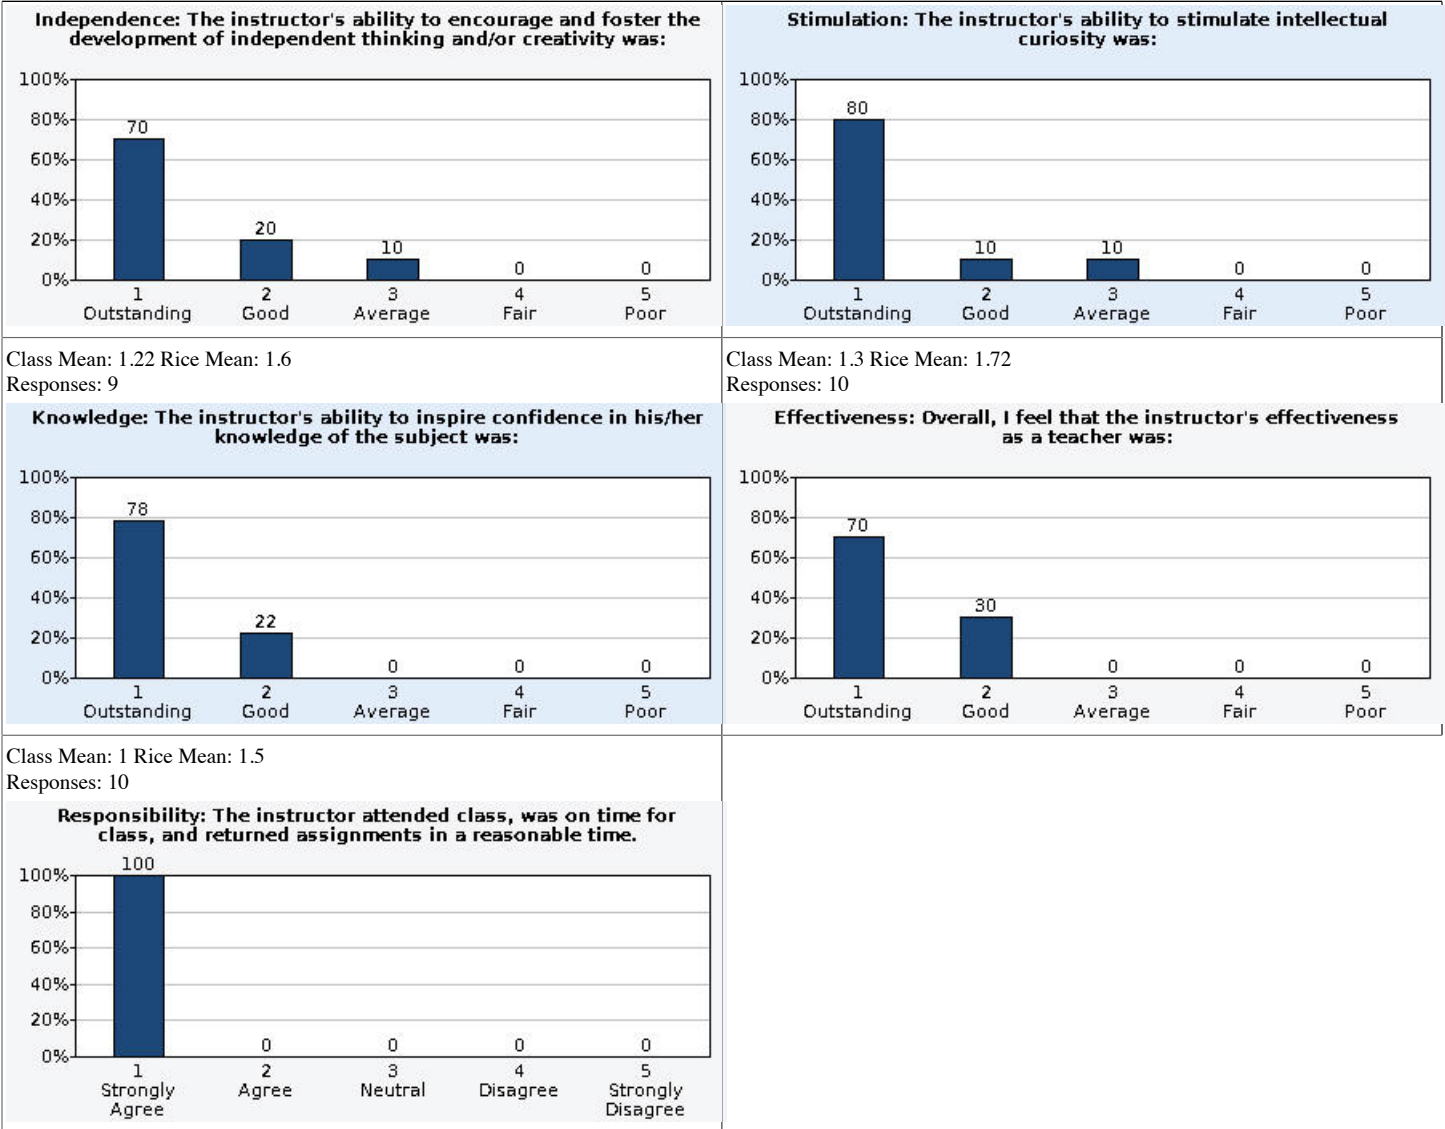 Independence: The instructor's ability to encourage and foster the
development of independent thinking and/or creativity was:
100%
80%
60%
40%
20%
0%
70
20
10
0
0
1
2
3
4
5
Outstanding
Good
Average
Fair
Poor
Stimulation: The instructor's ability to stimulate intellectual
curiosity was:
100%
80%
60%
40%
20%
0%
80
10
10
0
0
1
2
3
4
5
Outstanding
Good
Average
Fair
Poor
Class Mean: 1.22 Rice Mean: 1.6
Responses: 9
Knowledge: The instructor's ability to inspire confidence in his/her
knowledge of the subject was:
100%
80%
60%
40%
20%
0%
78
22
0
0
0
1
2
3
4
5
Outstanding
Good
Average
Fair
Poor
Class Mean: 1.3 Rice Mean: 1.72
Responses: 10
Effectiveness: Overall, I feel that the instructor's effectiveness
as a teacher was:
100%
80%
60%
40%
20%
0%
70
30
0
0
0
1
2
3
4
5
Outstanding
Good
Average
Fair
Poor
Class Mean: 1 Rice Mean: 1.5
Responses: 10
Responsibility: The instructor attended class, was on time for
class, and returned assignments in a reasonable time.
100%
80%
60%
40%
20%
0%
100
0
0
0
0
1
2
3
4
5
Strongly
Agree
Agree
Neutral
Disagree
Strongly
Disagree